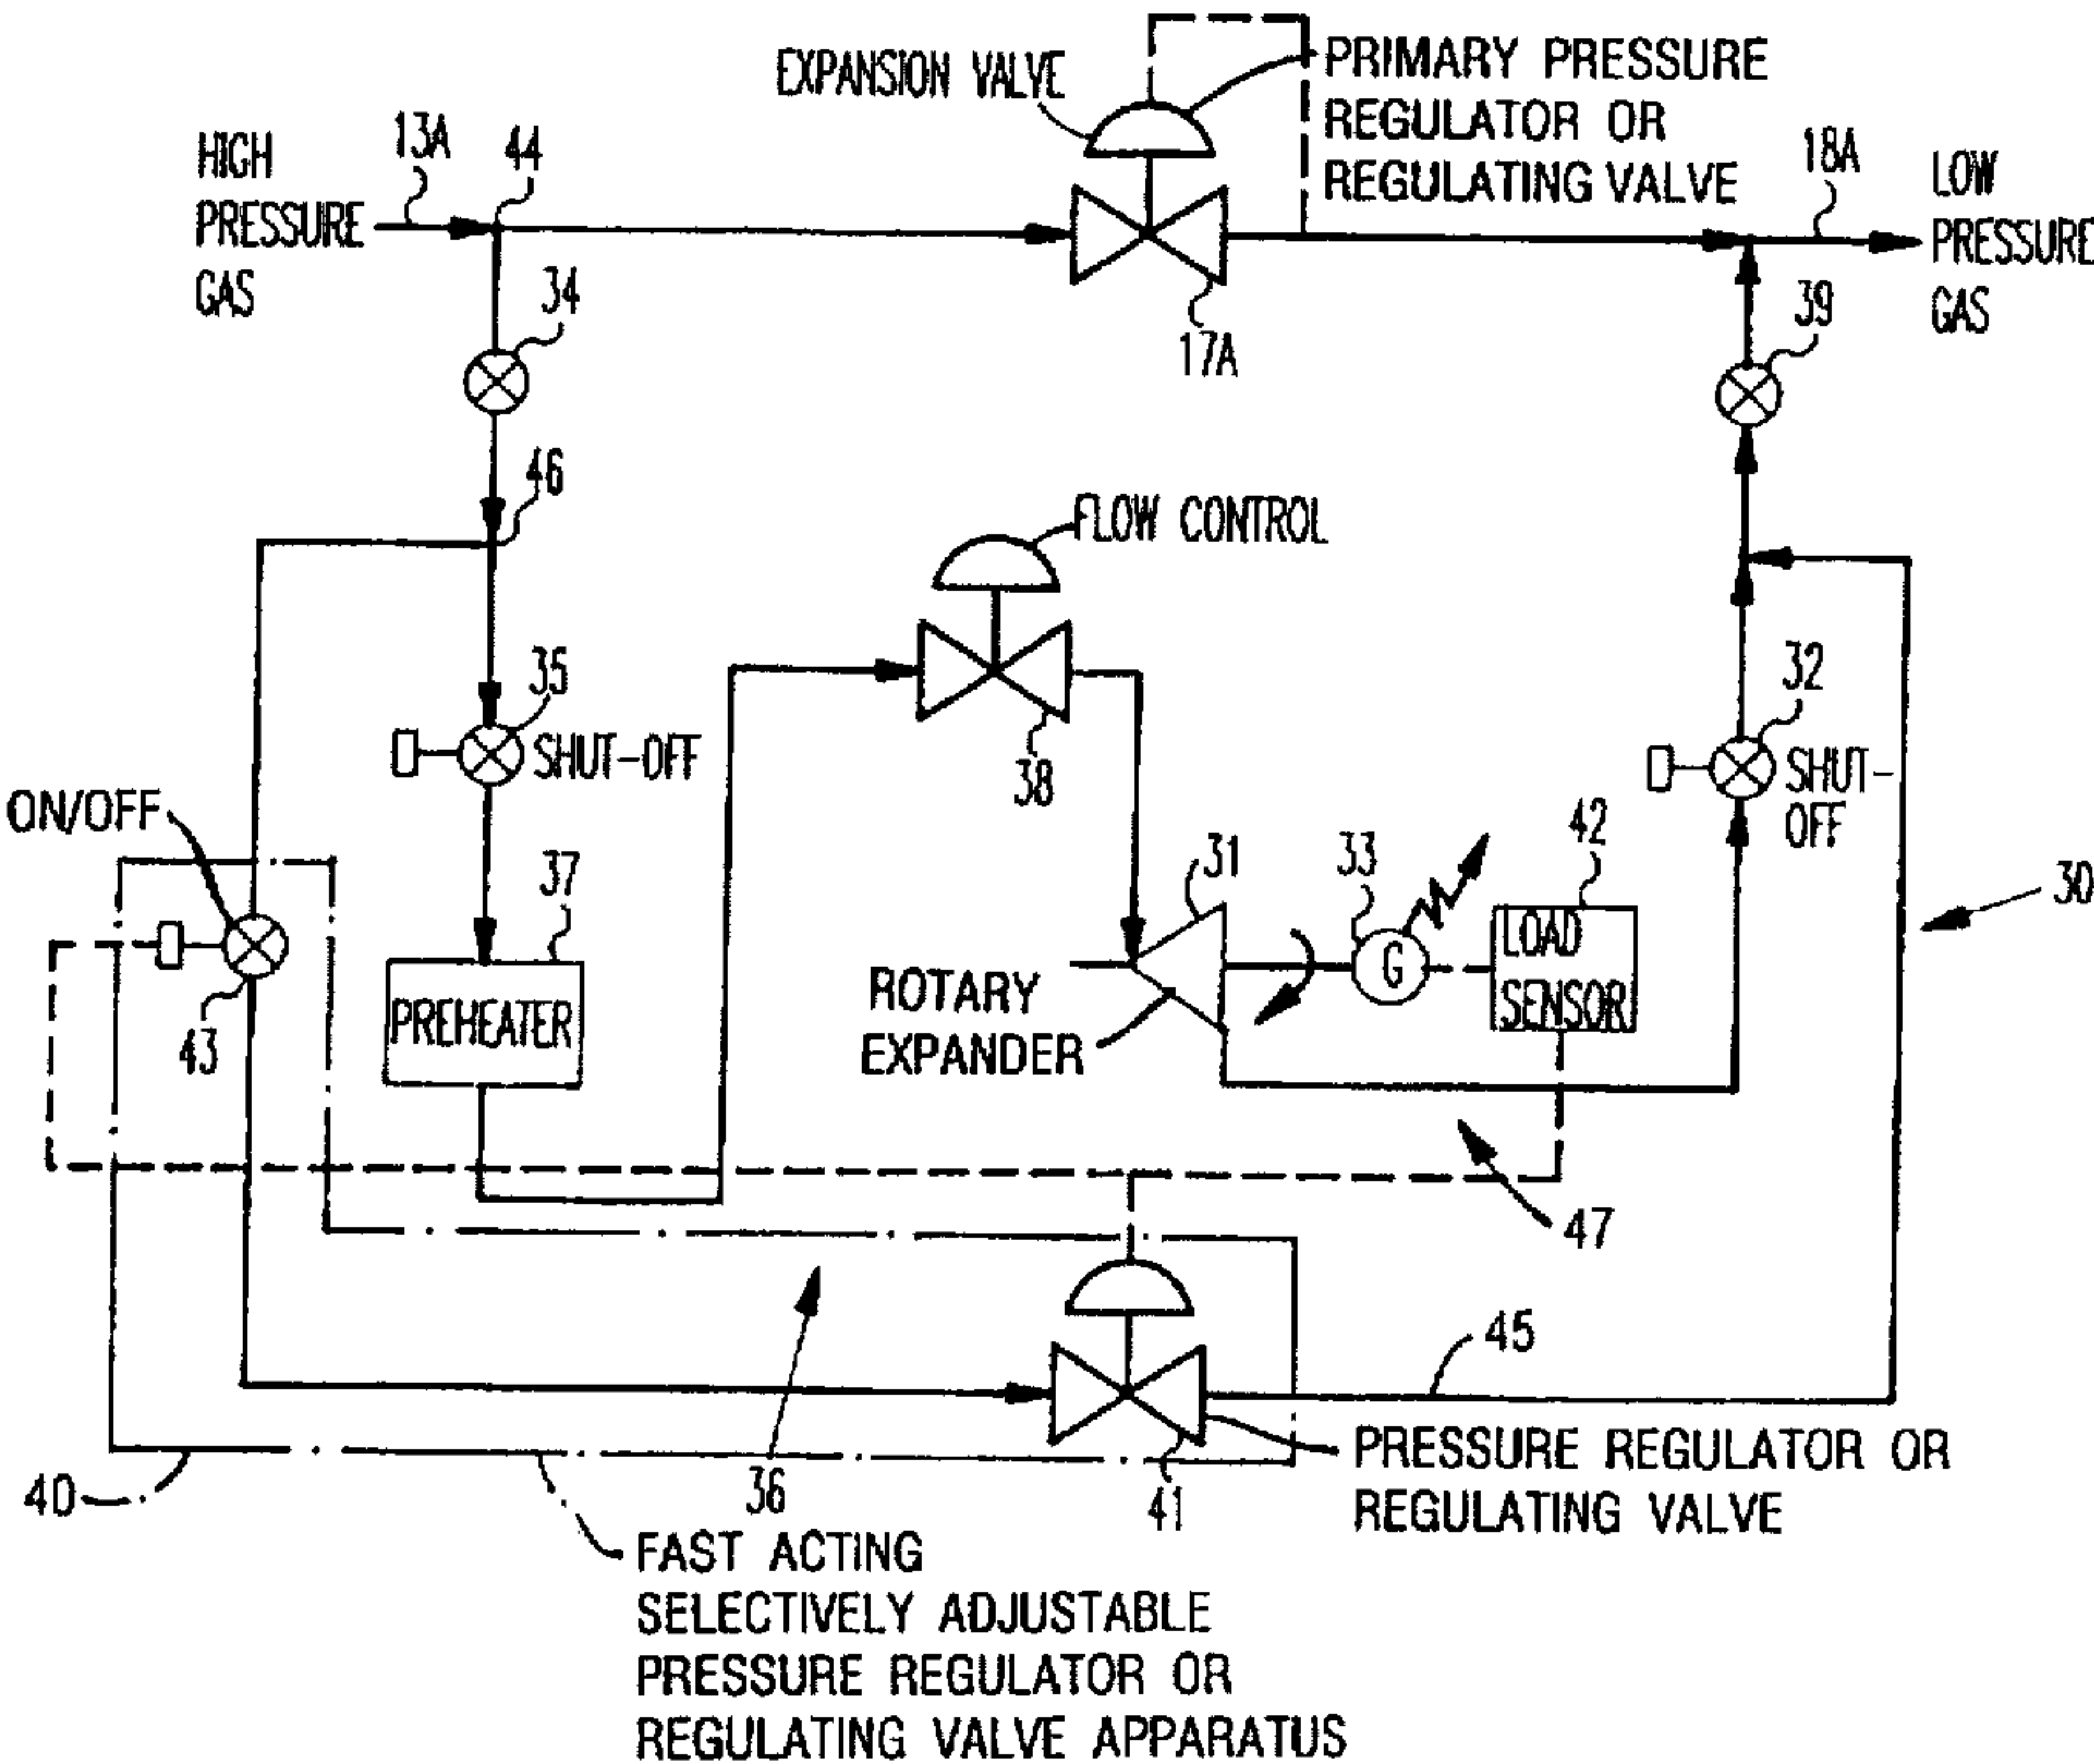 EXPANSION VALVE
PRIMARY PRESSURE
REGULATOR OR
REGULATING VALVE
HIGH
PRESSURE
GAS
13A
44
18A
LOW
PRESSURE
GAS
34
17A
39
46
FLOW CONTROL
35
SHUT-OFF
38
32
SHUT-
OFF
ON/OFF
37
31
33
42
LOAD
SENSOR
30
G
43
PREHEATER
ROTARY
EXPANDER
47
45
40
36
41
PRESSURE REGULATOR OR
REGULATING VALVE
FAST ACTING
SELECTIVELY ADJUSTABLE
PRESSURE REGULATOR OR
REGULATING VALVE APPARATUS